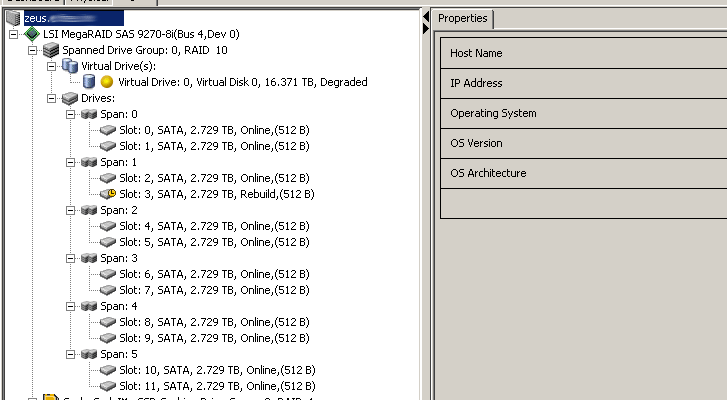 zeus.
LSI MegaRAID SAS 9270-8i(Bus 4,Dev 0)
Spanned Drive Group: 0, RAID 10
Virtual Drive(s):
Virtual Drive: 0, Virtual Disk 0, 16.371 TB, Degraded
Drives:
Span: 0
Slot: 0, SATA, 2.729 TB, Online,(512 B)
Slot: 1, SATA, 2.729 TB, Online,(512 B)
Span: 1
Slot: 2, SATA, 2.729 TB, Online,(512 B)
Slot: 3, SATA, 2.729 TB, Rebuild,(512 B)
Span: 2
Slot: 4, SATA, 2.729 TB, Online,(512 B)
Slot: 5, SATA, 2.729 TB, Online,(512 B)
Span: 3
Slot: 6, SATA, 2.729 TB, Online,(512 B)
Slot: 7, SATA, 2.729 TB, Online,(512 B)
Span: 4
Slot: 8, SATA, 2.729 TB, Online,(512 B)
Slot: 9, SATA, 2.729 TB, Online,(512 B)
Span: 5
Slot: 10, SATA, 2.729 TB, Online,(512 B)
Slot: 11, SATA, 2.729 TB, Online,(512 B)
Properties
Host Name
IP Address
Operating System
OS Version
OS Architecture